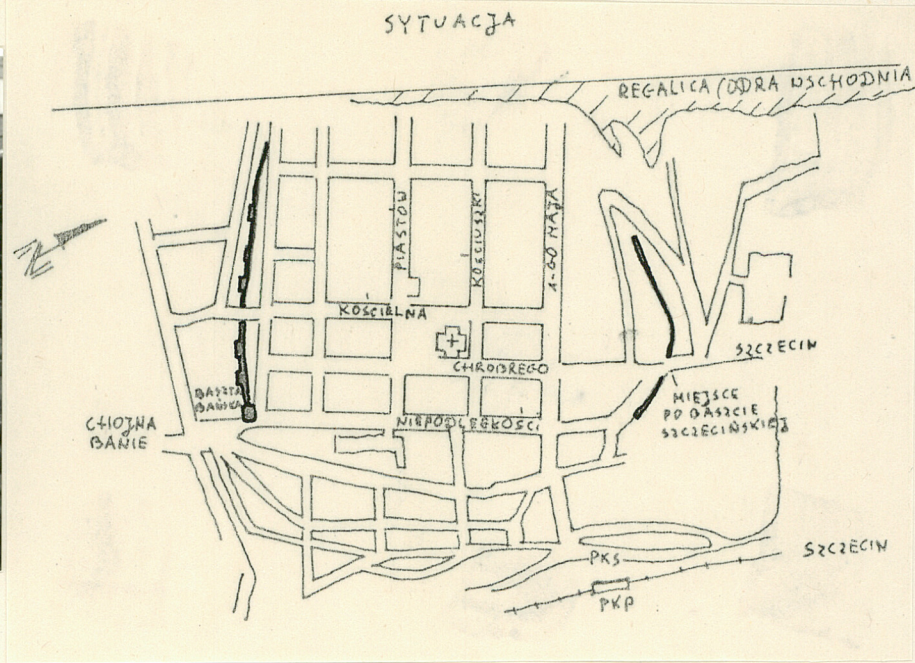 SYTUACJA
REGALICA (ODRA WSCHODNIA
N
PIASTÓW
KOŚCIUSZKI
1-GO MAJA
KOŚCIELNA
CHROBREGO
SZCZECIN
BASZTA
BAŃSKA
MIEJSCE
PO BASZCIE
SZCZECIŃSKIEJ
CHOJNA
BANIE
NIEPODLEGŁOŚCI
PKS
SZCZECIN
PKP